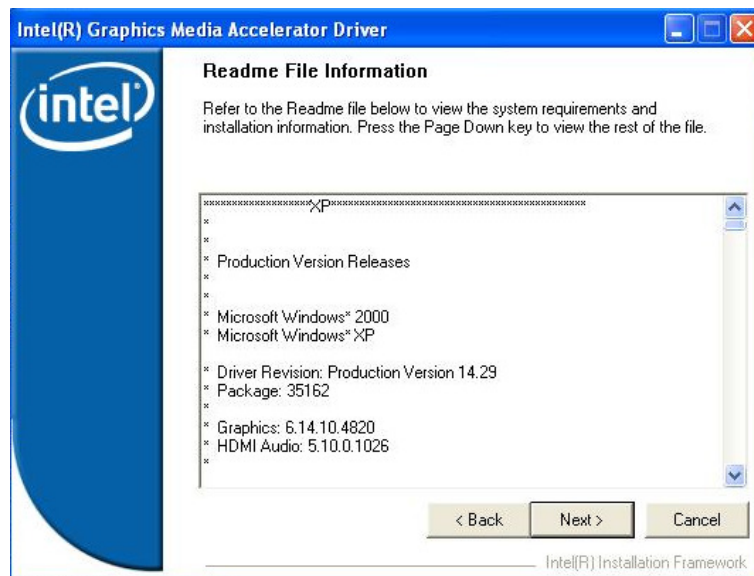 Intel(R) Graphics Media Accelerator Driver
intel
Readme File Information
Refer to the Readme file below to view the system requirements and
installation information. Press the Page Down key to view the rest of the file.
********************XP************************************************
*
*
* Production Version Releases
*
*
* Microsoft Windows* 2000
* Microsoft Windows* XP
* Driver Revision: Production Version 14.29
* Package: 35162
*
* Graphics: 6.14.10.4820
* HDMI Audio: 5.10.0.1026
*
< Back
Next >
Cancel
Intel(R) Installation Framework